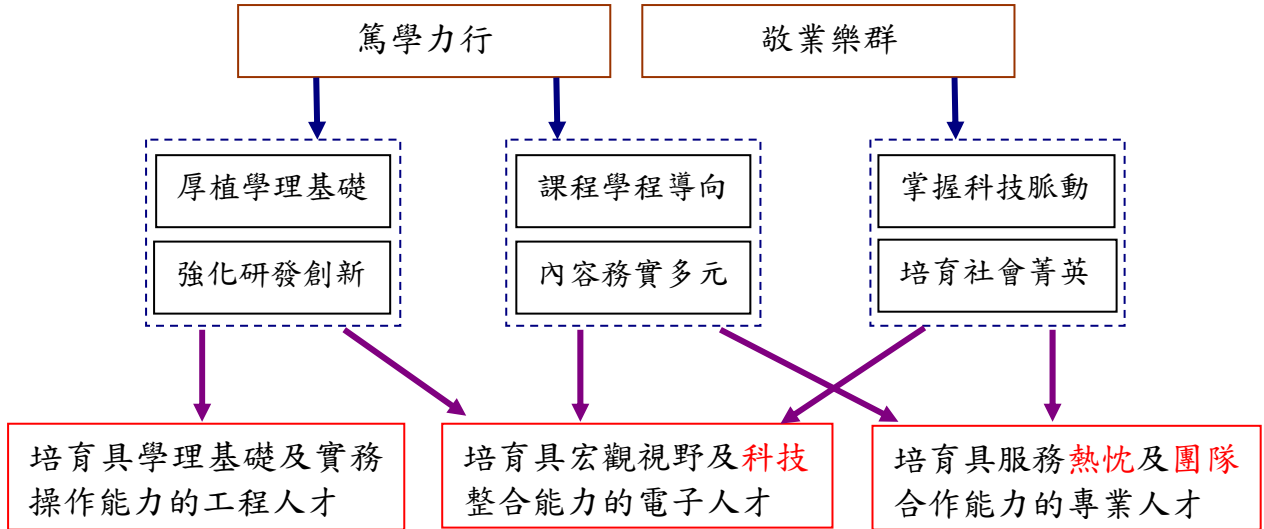 篤學力行
敬業樂群
厚植學理基礎
課程學程導向
掌握科技脈動
強化研發創新
內容務實多元
培育社會菁英
培育具學理基礎及實務
操作能力的工程人才
培育具宏觀視野及科技
整合能力的電子人才
培育具服務熱忱及團隊
合作能力的專業人才